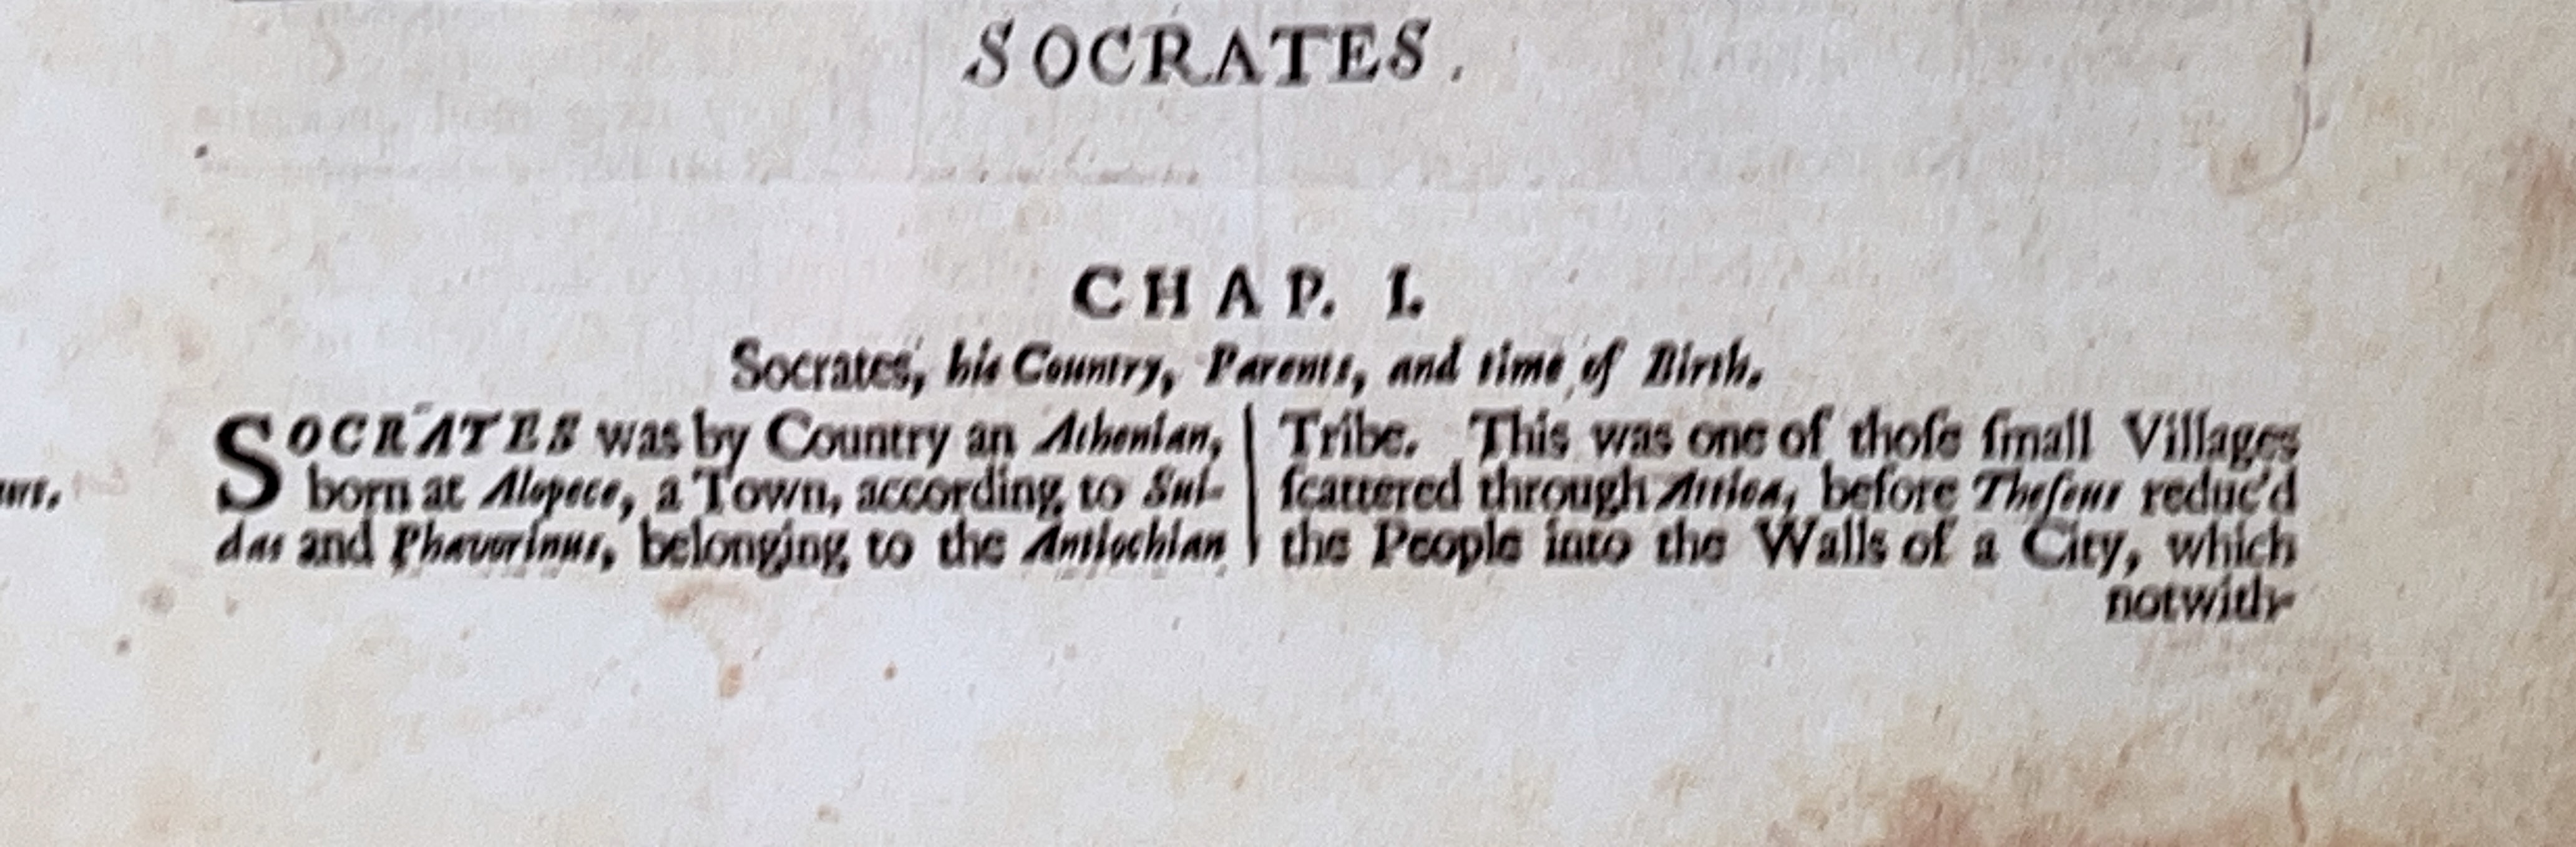 SOCRATES.
CHAP. I.
Socrates, his Country, Parents, and time of Birth.
SOCRATES was by Country an Athenian,
born at Alopece, a Town, according to Sui-
das and Phavorinus, belonging to the Antiochian
Tribe. This was one of thoſe ſmall Villages
ſcattered through Attica, before Theſeus reduc'd
the People into the Walls of a City, which
notwith-